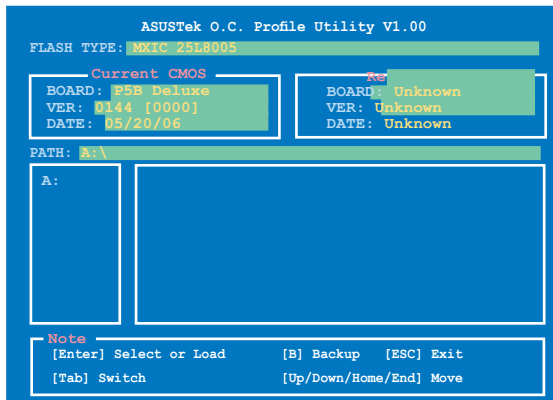 ASUSTek O.C. Profile Utility V1.00
FLASH TYPE: MXIC 25L8005
Current CMOS
BOARD: P5B Deluxe
VER: 0144 [0000]
DATE: 05/20/06
Re
BOARD: Unknown
VER: Unknown
DATE: Unknown
PATH: A:\
A:
Note
[Enter] Select or Load [B] Backup [ESC] Exit
[Tab] Switch [Up/Down/Home/End] Move